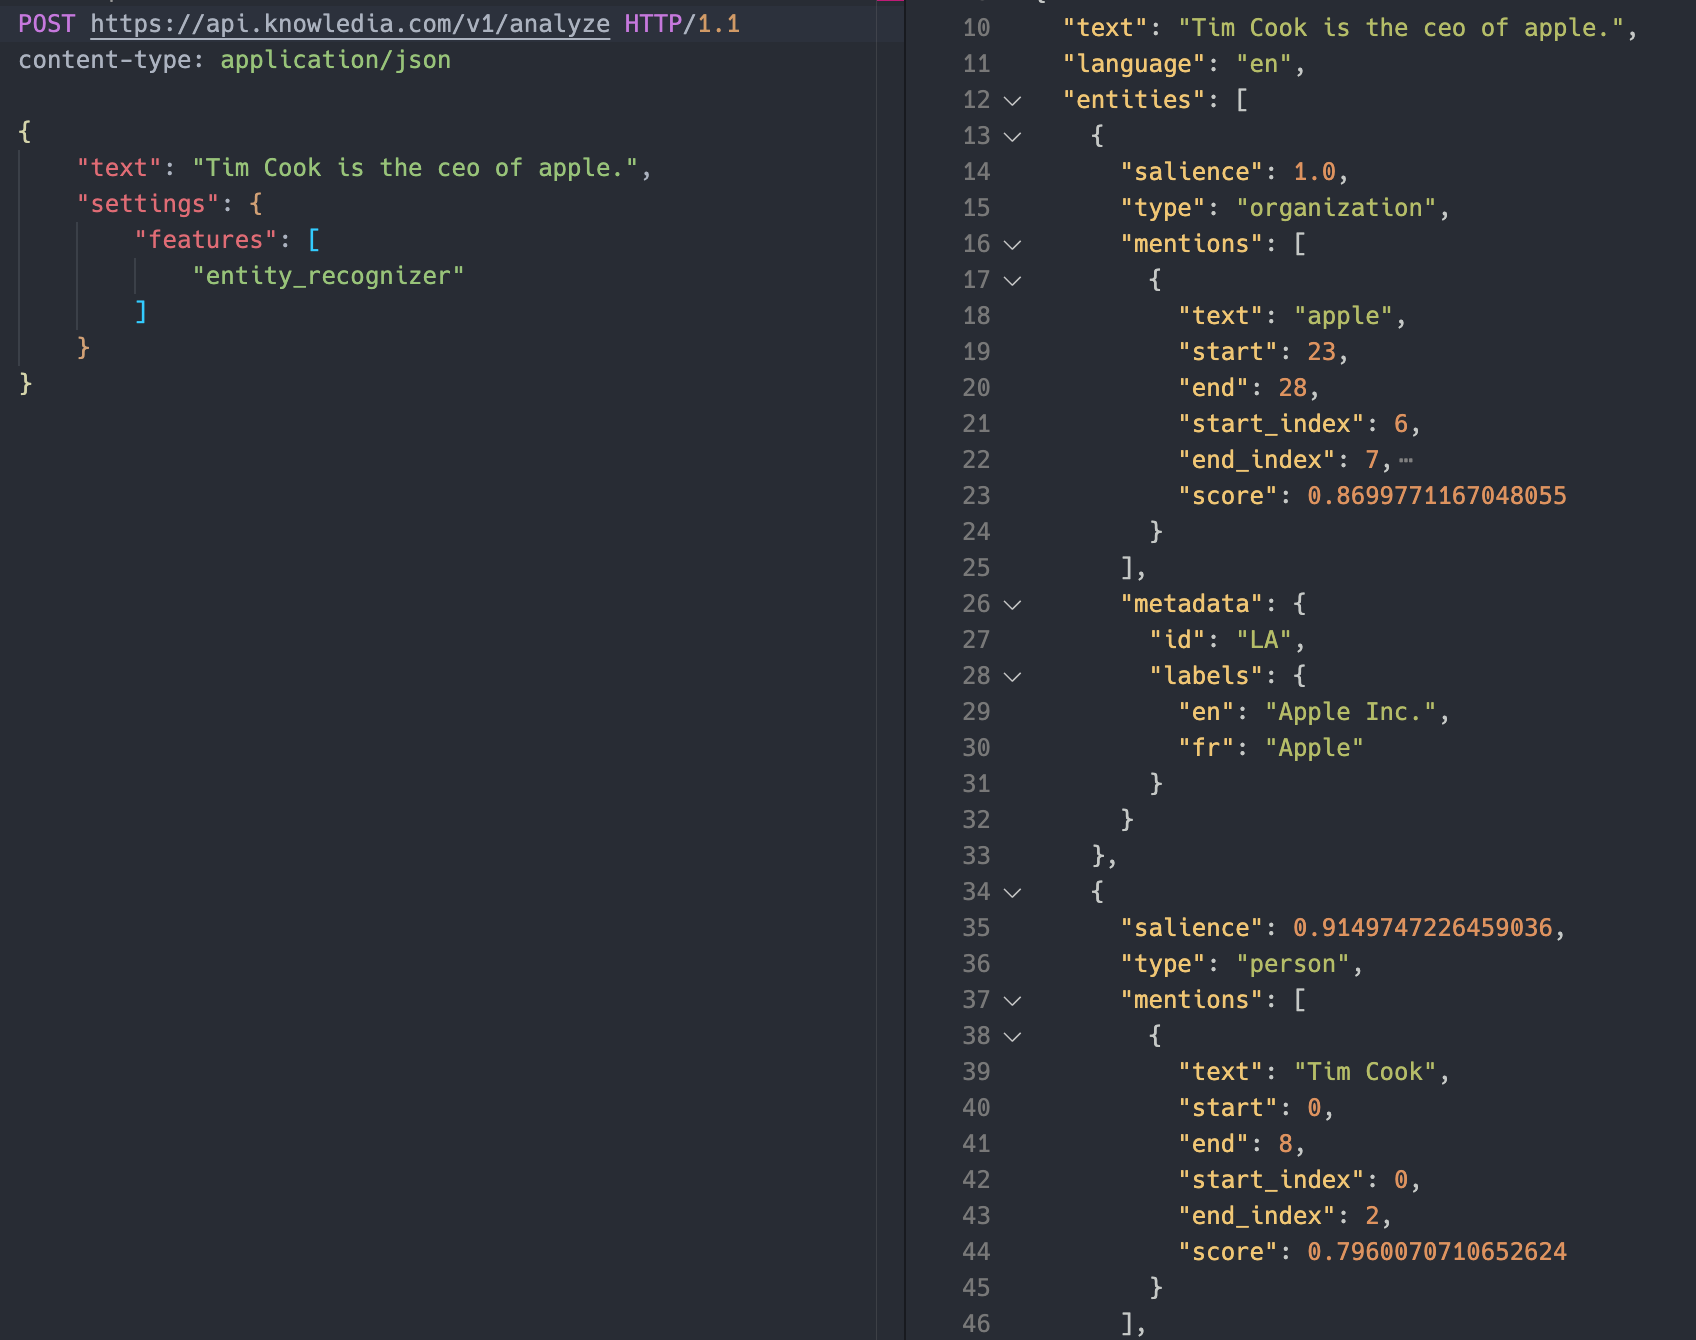 POST https://api.knowledia.com/v1/analyze HTTP/1.1
content-type: application/json
{
"text": "Tim Cook is the ceo of apple.",
"settings": {
"features": [
"entity_recognizer"
]
}
}
10 "text": "Tim Cook is the ceo of apple.",
11 "language": "en",
12 "entities": [
13 {
14 "salience": 1.0,
15 "type": "organization",
16 "mentions": [
17 {
18 "text": "apple",
19 "start": 23,
20 "end": 28,
21 "start_index": 6,
22 "end_index": 7,⋯
23 "score": 0.8699771167048055
24 }
25 ],
26 "metadata": {
27 "id": "LA",
28 "labels": {
29 "en": "Apple Inc.",
30 "fr": "Apple"
31 }
32 }
33 },
34 {
35 "salience": 0.9149747226459036,
36 "type": "person",
37 "mentions": [
38 {
39 "text": "Tim Cook",
40 "start": 0,
41 "end": 8,
42 "start_index": 0,
43 "end_index": 2,
44 "score": 0.7960070710652624
45 }
46 ],